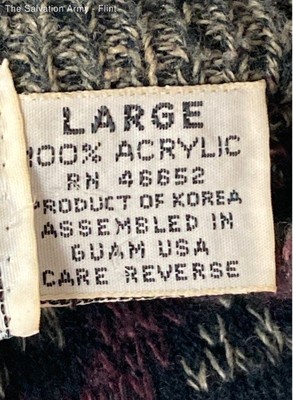 The Salvation Army - Flint
LARGE
100% ACRYLIC
RN 46652
PRODUCT OF KOREA
ASSEMBLED IN
GUAM USA
CARE REVERSE